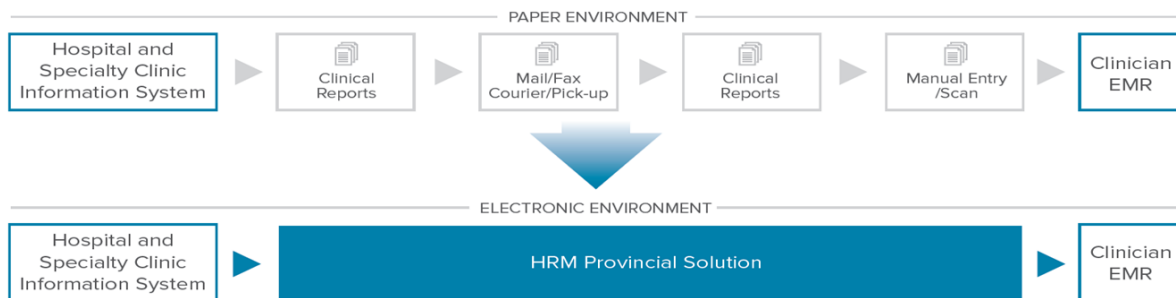 PAPER ENVIRONMENT
Hospital and
Specialty Clinic
Information System
Clinical
Reports
Mail/Fax
Courier/Pick-up
Clinical
Reports
Manual Entry
/Scan
Clinician
EMR
ELECTRONIC ENVIRONMENT
Hospital and
Specialty Clinic
Information System
HRM Provincial Solution
Clinician
EMR